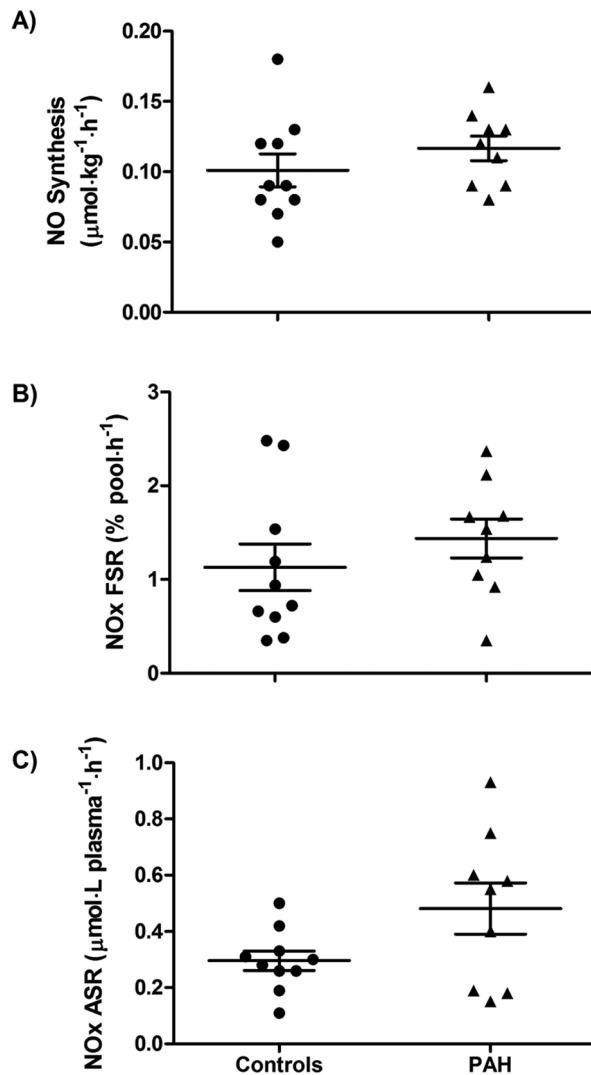 A)
NO Synthesis
(μmol·kg⁻¹·h⁻¹)
0.20
0.15
0.10
0.05
0.00
B)
NOx FSR (% pool·h⁻¹)
3
2
1
0
C)
NOx ASR (μmol·L plasma⁻¹·h⁻¹)
1.0
0.8
0.6
0.4
0.2
0.0
Controls PAH